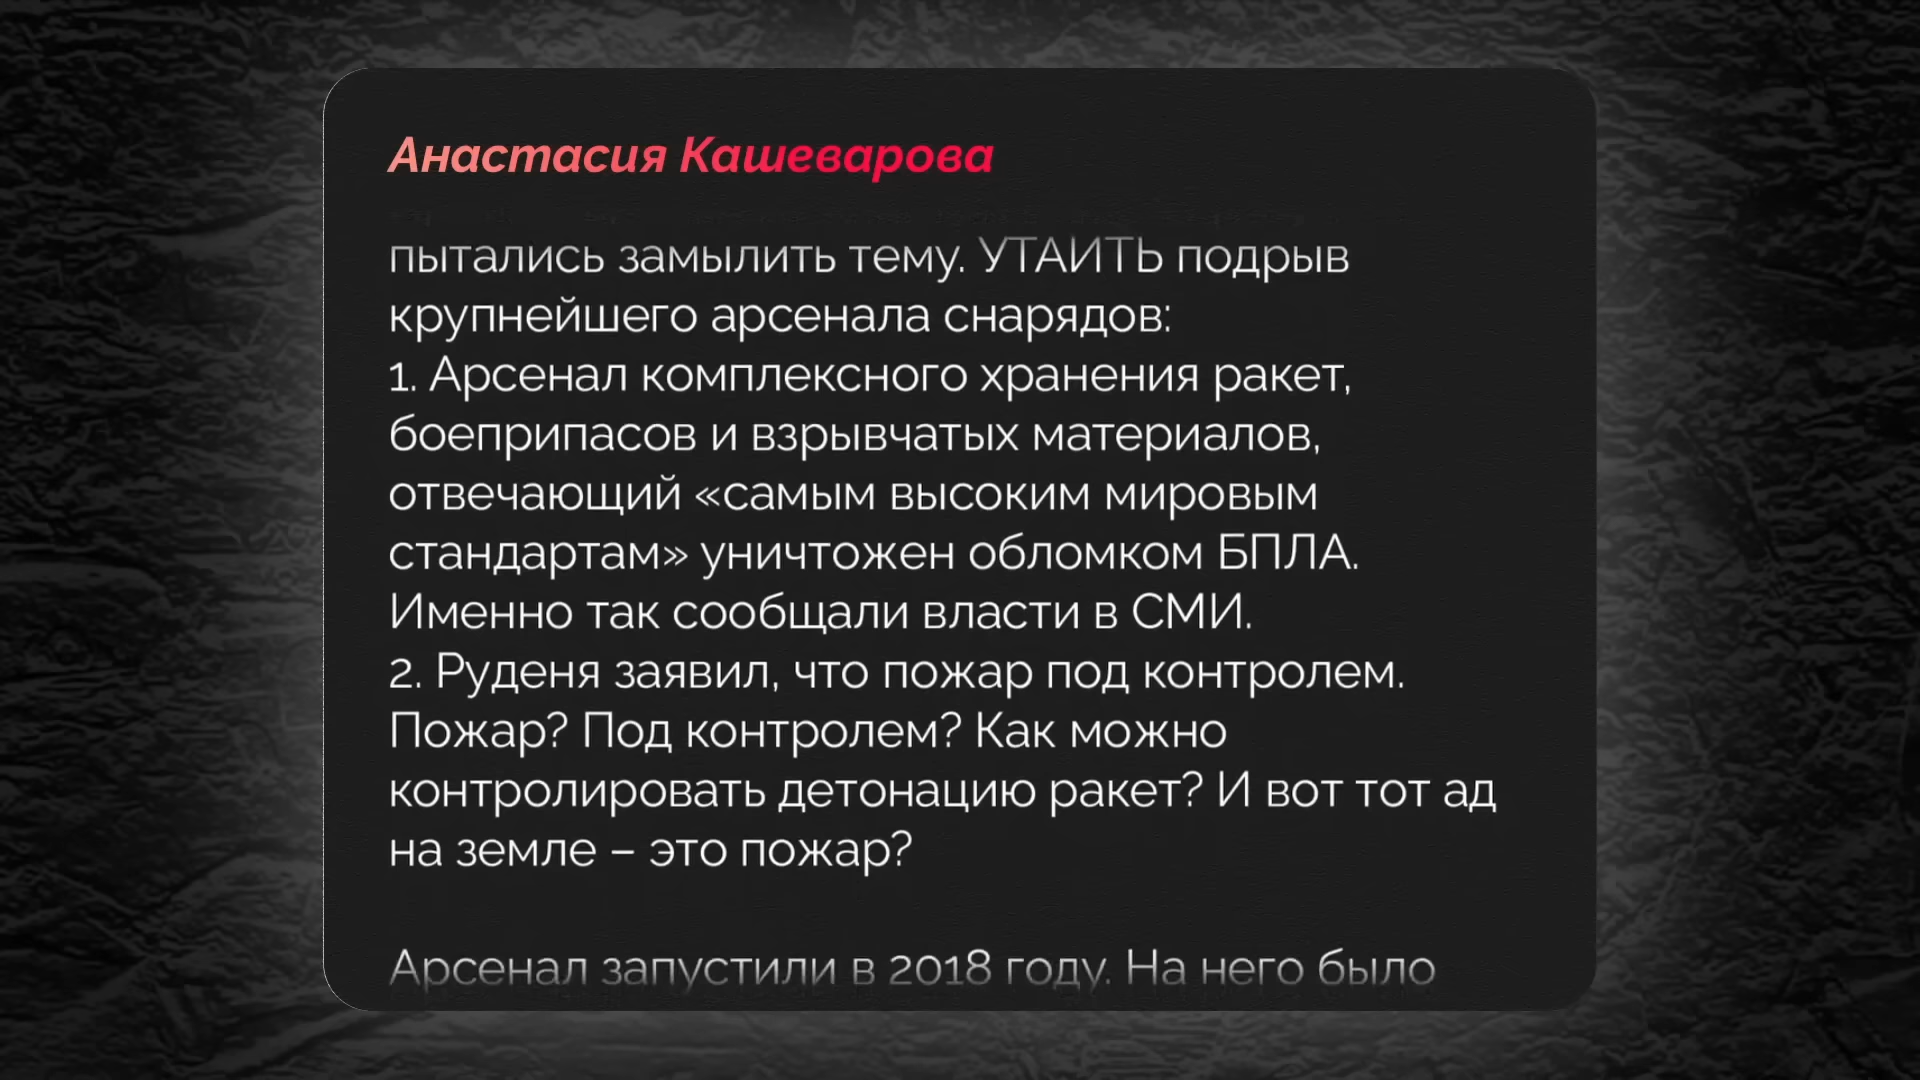 Анастасия Кашеварова
пытались замылить тему. УТАИТЬ подрыв
крупнейшего арсенала снарядов:
1. Арсенал комплексного хранения ракет,
боеприпасов и взрывчатых материалов,
отвечающий «самым высоким мировым
стандартам» уничтожен обломком БПЛА.
Именно так сообщали власти в СМИ.
2. Руденя заявил, что пожар под контролем.
Пожар? Под контролем? Как можно
контролировать детонацию ракет? И вот тот ад
на земле – это пожар?
Арсенал запустили в 2018 году. На него было